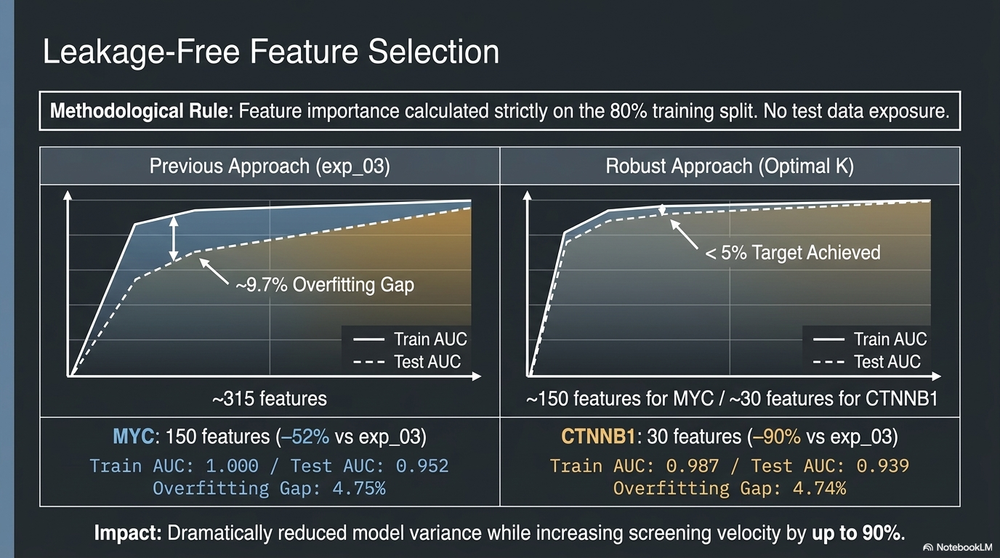 Leakage-Free Feature Selection
Methodological Rule: Feature importance calculated strictly on the 80% training split. No test data exposure.
Previous Approach (exp_03)
~9.7% Overfitting Gap
Train AUC
Test AUC
~315 features
Robust Approach (Optimal K)
< 5% Target Achieved
Train AUC
Test AUC
~150 features for MYC / ~30 features for CTNNB1
MYC: 150 features (–52% vs exp_03)
Train AUC: 1.000 / Test AUC: 0.952
Overfitting Gap: 4.75%
CTNNB1: 30 features (–90% vs exp_03)
Train AUC: 0.987 / Test AUC: 0.939
Overfitting Gap: 4.74%
Impact: Dramatically reduced model variance while increasing screening velocity by up to 90%.
NotebookLM